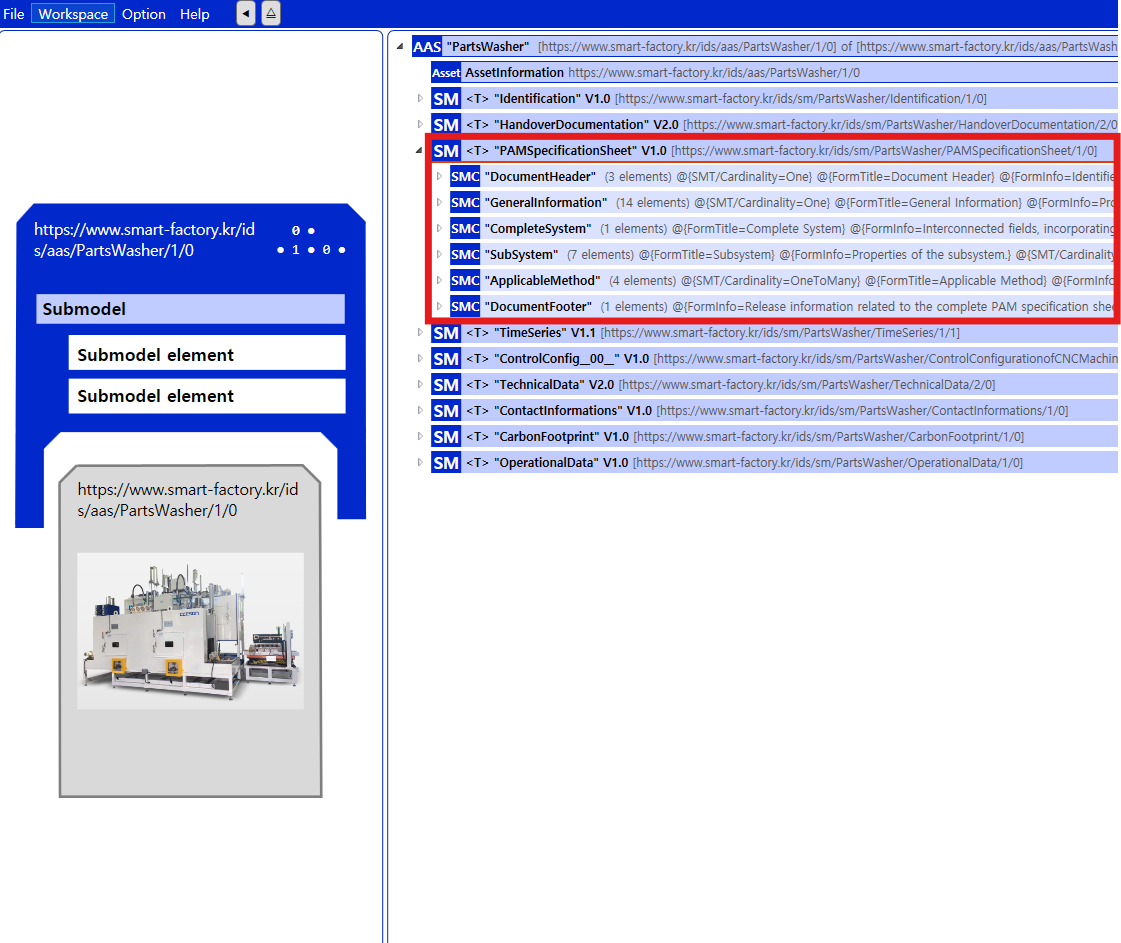 File Workspace Option Help
https://www.smart-factory.kr/id
s/aas/PartsWasher/1/0
0 ●
● 1 ● 0 ●
Submodel
Submodel element
Submodel element
https://www.smart-factory.kr/id
s/aas/PartsWasher/1/0
AAS "PartsWasher" [https://www.smart-factory.kr/ids/aas/PartsWasher/1/0] of [https://www.smart-factory.kr/ids/aas/PartsWash
Asset AssetInformation https://www.smart-factory.kr/ids/aas/PartsWasher/1/0
SM <T> "Identification" V1.0 [https://www.smart-factory.kr/ids/sm/PartsWasher/Identification/1/0]
SM <T> "HandoverDocumentation" V2.0 [https://www.smart-factory.kr/ids/sm/PartsWasher/HandoverDocumentation/2/0
SM <T> "PAMSpecificationSheet" V1.0 [https://www.smart-factory.kr/ids/sm/PartsWasher/PAMSpecificationSheet/1/0]
SMC "DocumentHeader" (3 elements) @{SMT/Cardinality=One} @{FormTitle=Document Header} @{FormInfo=Identifie
SMC "GeneralInformation" (14 elements) @{SMT/Cardinality=One} @{FormTitle=General Information} @{FormInfo=Pro
SMC "CompleteSystem" (1 elements) @{FormTitle=Complete System} @{FormInfo=Interconnected fields, incorporating
SMC "SubSystem" (7 elements) @{FormTitle=Subsystem} @{FormInfo=Properties of the subsystem.} @{SMT/Cardinality
SMC "ApplicableMethod" (4 elements) @{SMT/Cardinality=OneToMany} @{FormTitle=Applicable Method} @{FormInfo
SMC "DocumentFooter" (1 elements) @{FormInfo=Release information related to the complete PAM specification shee
SM <T> "TimeSeries" V1.1 [https://www.smart-factory.kr/ids/sm/PartsWasher/TimeSeries/1/1]
SM <T> "ControlConfig__00__" V1.0 [https://www.smart-factory.kr/ids/sm/PartsWasher/ControlConfigurationofCNCMachin
SM <T> "TechnicalData" V2.0 [https://www.smart-factory.kr/ids/sm/PartsWasher/TechnicalData/2/0]
SM <T> "ContactInformations" V1.0 [https://www.smart-factory.kr/ids/sm/PartsWasher/ContactInformations/1/0]
SM <T> "CarbonFootprint" V1.0 [https://www.smart-factory.kr/ids/sm/PartsWasher/CarbonFootprint/1/0]
SM <T> "OperationalData" V1.0 [https://www.smart-factory.kr/ids/sm/PartsWasher/OperationalData/1/0]